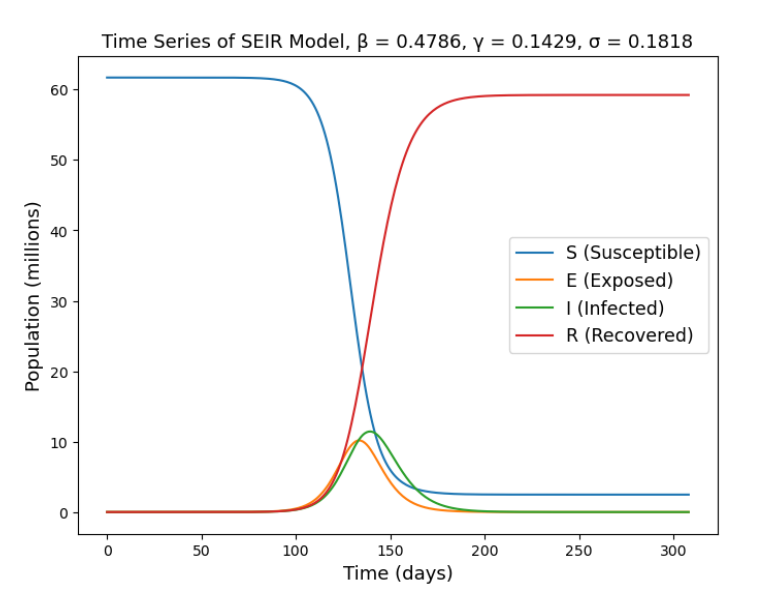 Time Series of SEIR Model, β = 0.4786, γ = 0.1429, σ = 0.1818
Population (millions)
60
50
40
30
20
10
0
S (Susceptible)
E (Exposed)
I (Infected)
R (Recovered)
0 50 100 150 200 250 300
Time (days)